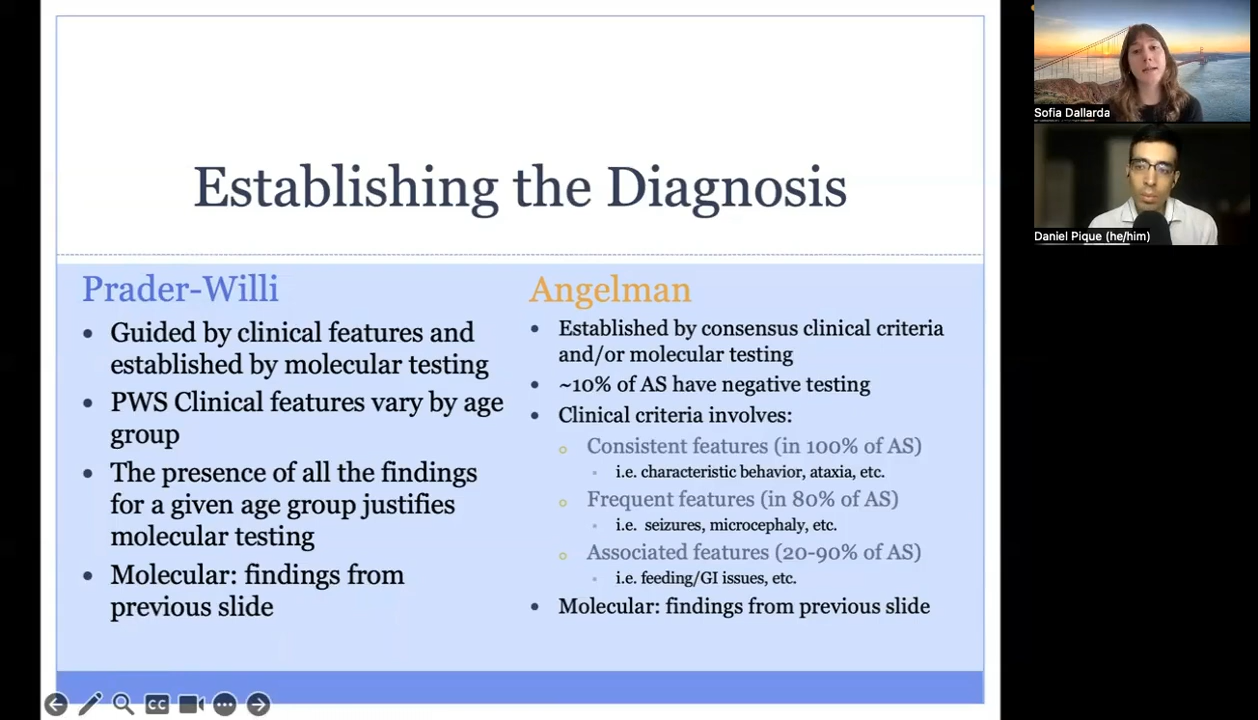 Establishing the Diagnosis
Prader-Willi
• Guided by clinical features and
established by molecular testing
• PWS Clinical features vary by age
group
• The presence of all the findings
for a given age group justifies
molecular testing
• Molecular: findings from
previous slide
Angelman
• Established by consensus clinical criteria
and/or molecular testing
• ~10% of AS have negative testing
• Clinical criteria involves:
o Consistent features (in 100% of AS)
▪ i.e. characteristic behavior, ataxia, etc.
o Frequent features (in 80% of AS)
▪ i.e. seizures, microcephaly, etc.
o Associated features (20-90% of AS)
▪ i.e. feeding/GI issues, etc.
• Molecular: findings from previous slide
Sofia Dallarda
Daniel Pique (he/him)
CC